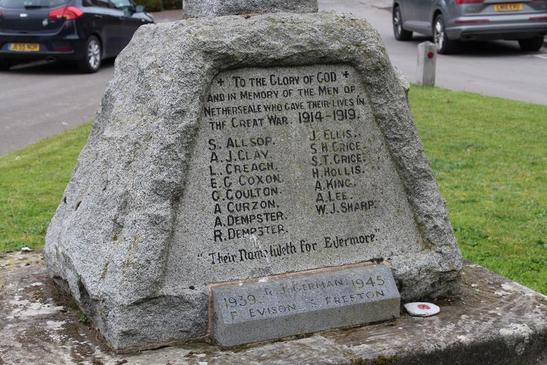 + TO THE GLORY OF GOD +
AND IN MEMORY OF THE MEN OF
NETHERSEALE WHO GAVE THEIR LIVES IN
THE GREAT WAR. 1914-1919.
S. ALLSOP.
A. J. CLAY.
L. CREACH.
E. G COXON.
G. COULTON.
A CURZON.
A. DEMPSTER.
R. DEMPSTER.
J. ELLIS.
S. H. GRICE.
S. T. GRICE.
H. HOLLIS.
A. KING.
A. LEE.
W. J. SHARP.
"Their Name liveth for Evermore."
1939 R J GERMAN 1945
F EVISON S FREETON